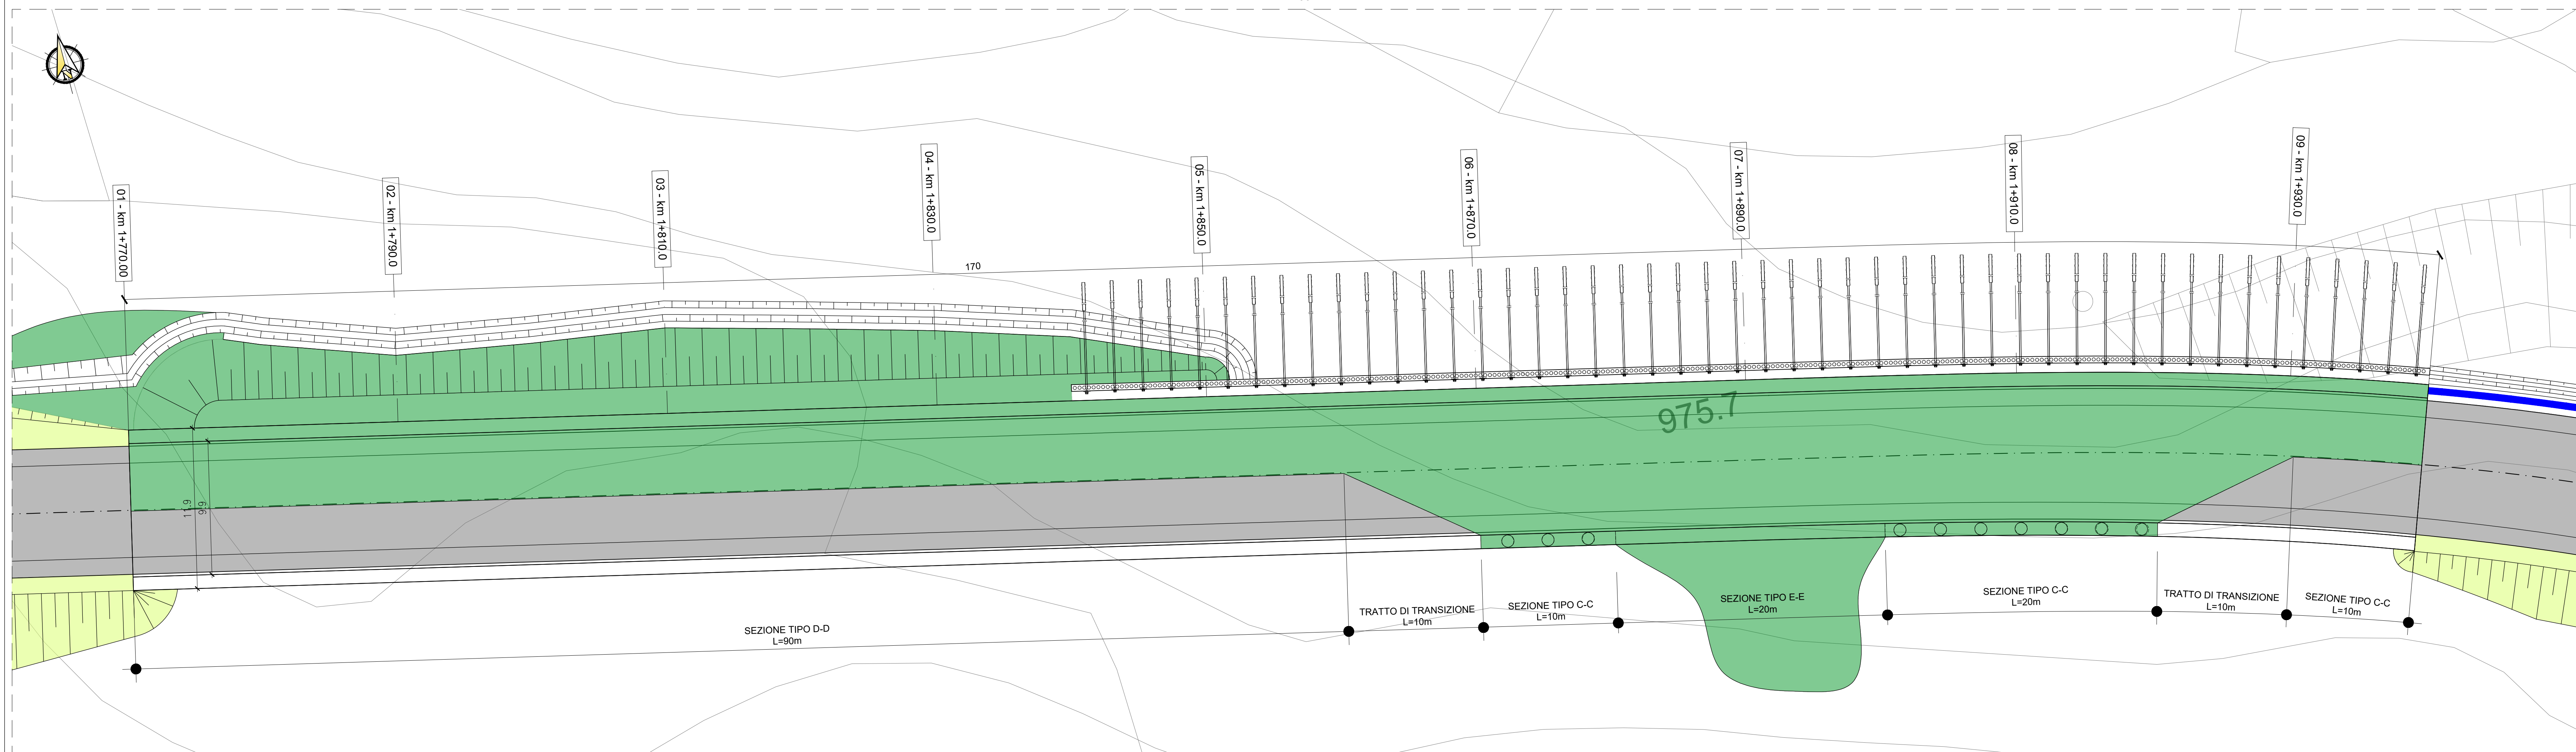 01 - km 1+770.00
02 - km 1+790.0
03 - km 1+810.0
04 - km 1+830.0
05 - km 1+850.0
06 - km 1+870.0
07 - km 1+890.0
08 - km 1+910.0
09 - km 1+930.0
170
975.7
9.9
SEZIONE TIPO D-D
L=90m
TRATTO DI TRANSIZIONE
L=10m
SEZIONE TIPO C-C
L=10m
SEZIONE TIPO E-E
L=20m
SEZIONE TIPO C-C
L=20m
TRATTO DI TRANSIZIONE
L=10m
SEZIONE TIPO C-C
L=10m